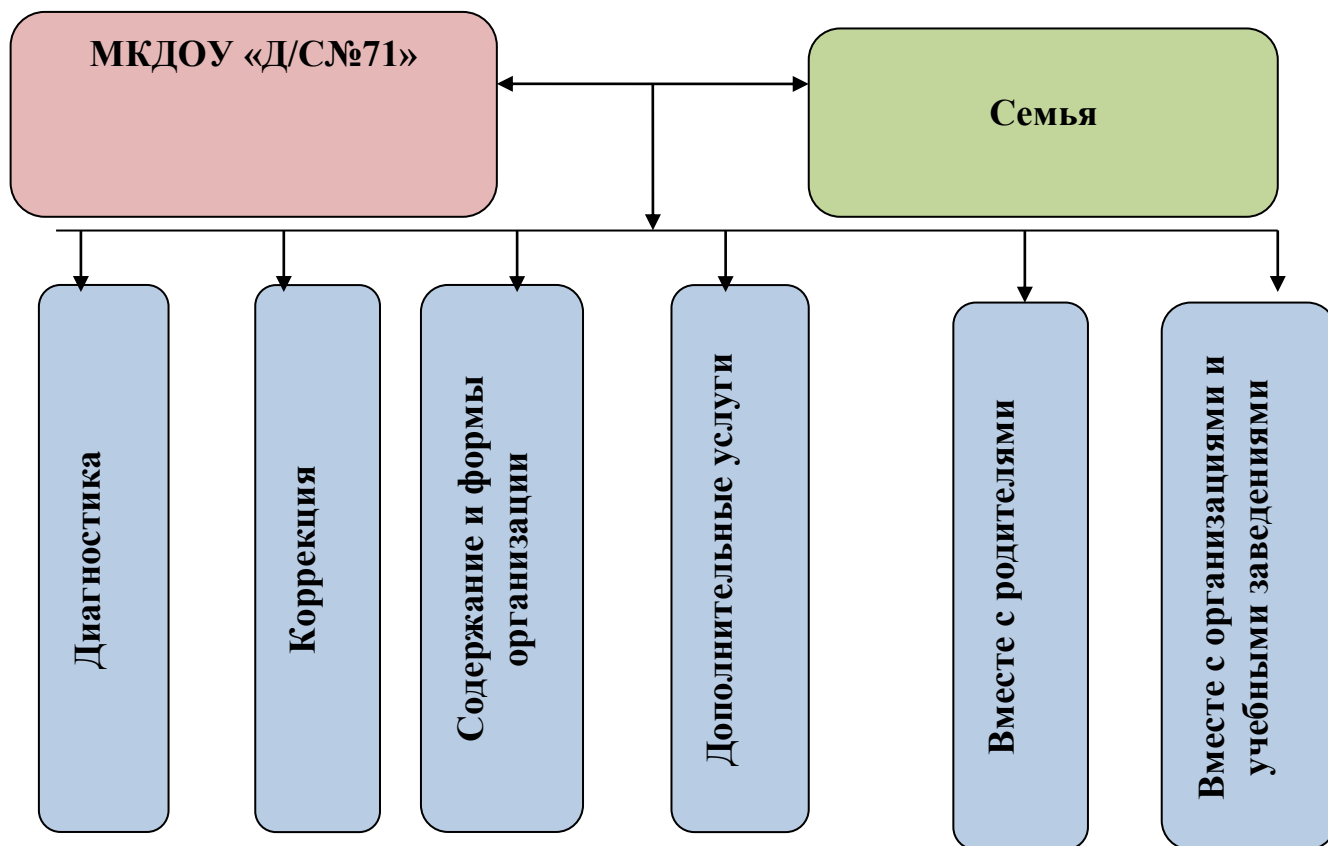 МКДОУ «Д/С№71»
Семья
Диагностика
Коррекция
Содержание и формы
организации
Дополнительные услуги
Вместе с родителями
Вместе с организациями и
учебными заведениями